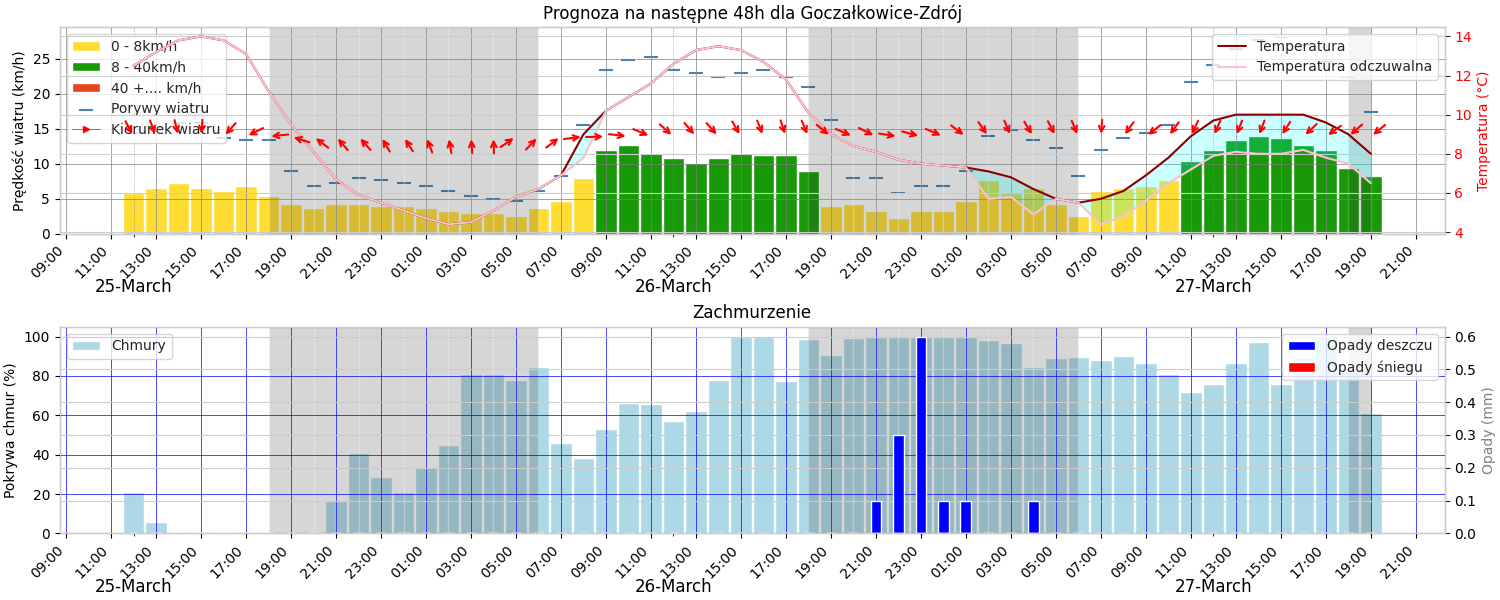 Prognoza na następne 48h dla Goczałkowice-Zdrój
Prędkość wiatru (km/h)
25
20
15
10
5
0
0 - 8km/h
8 - 40km/h
40 +.... km/h
Porywy wiatru
Kierunek wiatru
Temperatura
Temperatura odczuwalna
14
12
10
8
6
4
Temperatura (°C)
09:00 11:00 13:00 15:00 17:00 19:00 21:00 23:00 01:00 03:00 05:00 07:00 09:00 11:00 13:00 15:00 17:00 19:00 21:00 23:00 01:00 03:00 05:00 07:00 09:00 11:00 13:00 15:00 17:00 19:00 21:00
25-March 26-March 27-March
Zachmurzenie
Pokrywa chmur (%)
100
80
60
40
20
0
Chmury
Opady deszczu
Opady śniegu
0.6
0.5
0.4
0.3
0.2
0.1
0.0
Opady (mm)
09:00 11:00 13:00 15:00 17:00 19:00 21:00 23:00 01:00 03:00 05:00 07:00 09:00 11:00 13:00 15:00 17:00 19:00 21:00 23:00 01:00 03:00 05:00 07:00 09:00 11:00 13:00 15:00 17:00 19:00 21:00
25-March 26-March 27-March